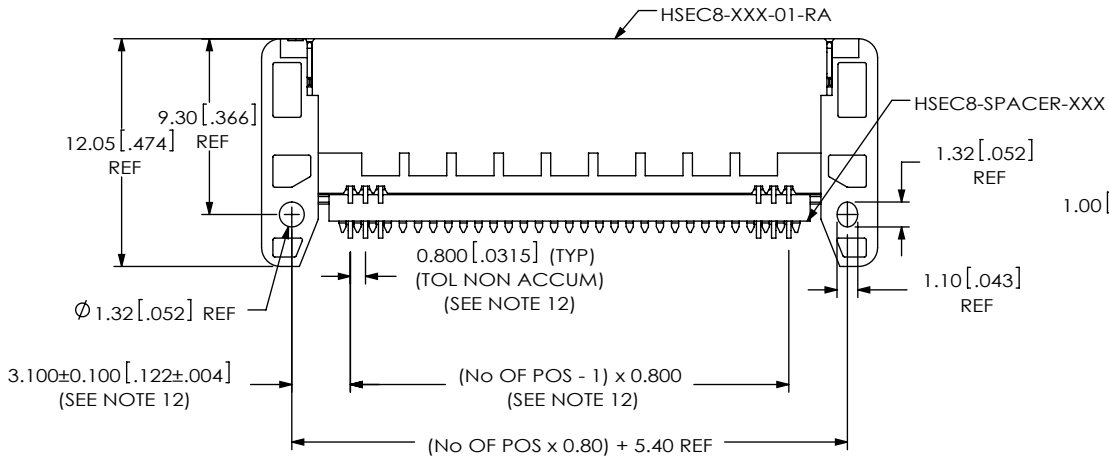 HSEC8-XXX-01-RA
9.30 [.366]
REF
12.05 [.474]
REF
HSEC8-SPACER-XXX
1.32 [.052]
REF
1.00 [
0.800 [.0315] (TYP)
(TOL NON ACCUM)
(SEE NOTE 12)
1.10 [.043]
REF
Ø 1.32 [.052] REF
3.100±0.100 [.122±.004]
(SEE NOTE 12)
(No OF POS - 1) x 0.800
(SEE NOTE 12)
(No OF POS x 0.80) + 5.40 REF